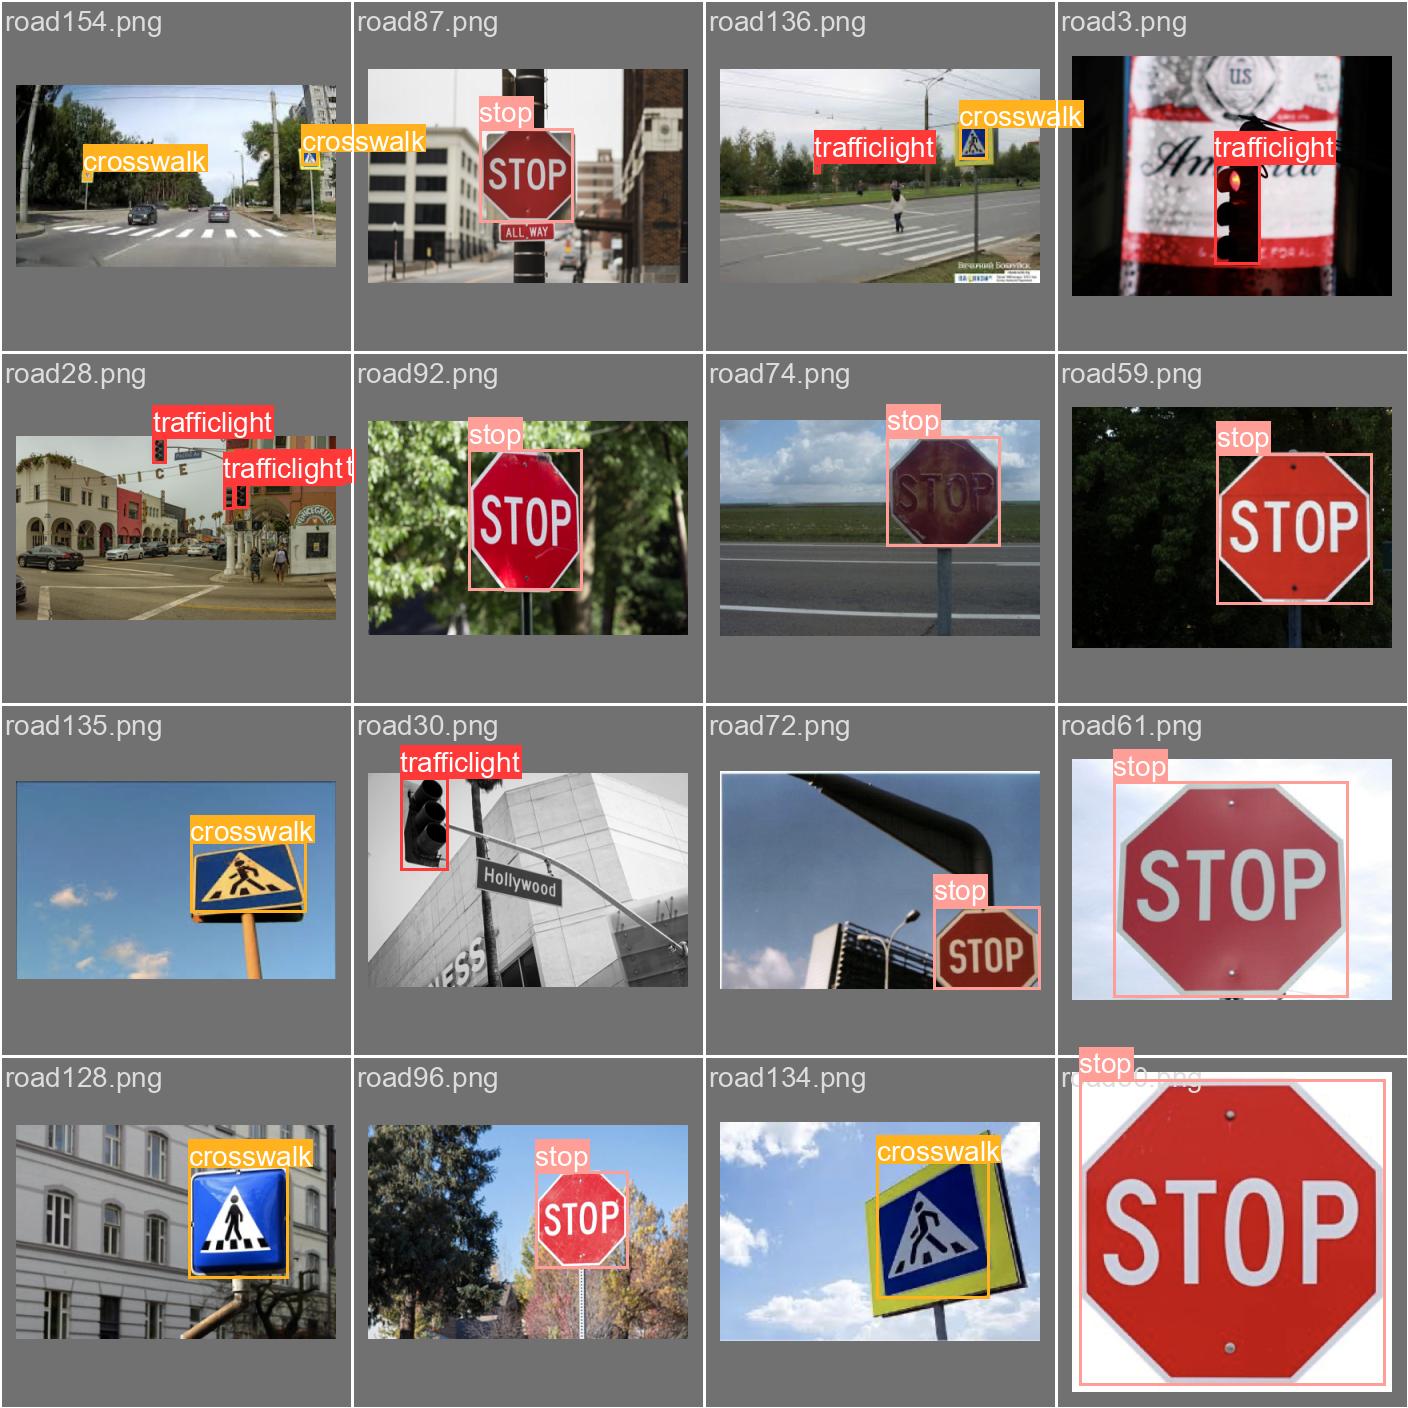 road154.png
road87.png
road136.png
road3.png
crosswalk
crosswalk
stop
STOP
ALL WAY
trafficlight
crosswalk
Вечерний Бобруйск
US
trafficlight
road28.png
road92.png
road74.png
road59.png
trafficlight
trafficlight
VENICE
stop
STOP
stop
STOP
stop
STOP
road135.png
road30.png
road72.png
road61.png
crosswalk
trafficlight
Hollywood
stop
STOP
stop
STOP
road128.png
road96.png
road134.png
crosswalk
stop
STOP
crosswalk
stop
STOP